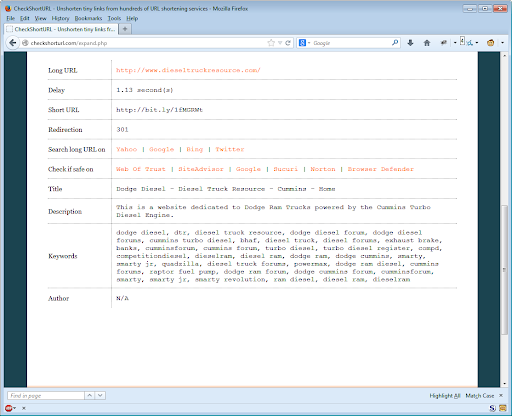 CheckShortURL - Unshorten tiny links from hundreds of URL shortening services - Mozilla Firefox
File Edit View History Bookmarks Tools Help
CheckShortURL - Unshorten tiny links fr...
checkshorturl.com/expand.php
Google
Long URL http://www.dieseltruckresource.com/
Delay 1.13 second(s)
Short URL http://bit.ly/1fMGRWt
Redirection 301
Search long URL on Yahoo | Google | Bing | Twitter
Check if safe on Web Of Trust | SiteAdvisor | Google | Sucuri | Norton | Browser Defender
Title Dodge Diesel - Diesel Truck Resource - Cummins - Home
Description This is a website dedicated to Dodge Ram Trucks powered by the Cummins Turbo
Diesel Engine.
Keywords dodge diesel, dtr, diesel truck resource, dodge diesel forum, dodge diesel
forums, cummins turbo diesel, bhaf, diesel truck, diesel forums, exhaust brake,
banks, cumminsforum, cummins forum, turbo diesel, turbo diesel register, compd,
competitiondiesel, dieselram, diesel ram, dodge ram, dodge cummins, smarty,
smarty jr, quadzilla, diesel truck forums, powermax, dodge ram diesel, cummins
forums, raptor fuel pump, dodge ram forum, dodge cummins forum, cumminsforum,
smarty, smarty jr, smarty revolution, ram diesel, diesel ram, dieselram
Author N/A
Find in page
Highlight All Match Case
ABP